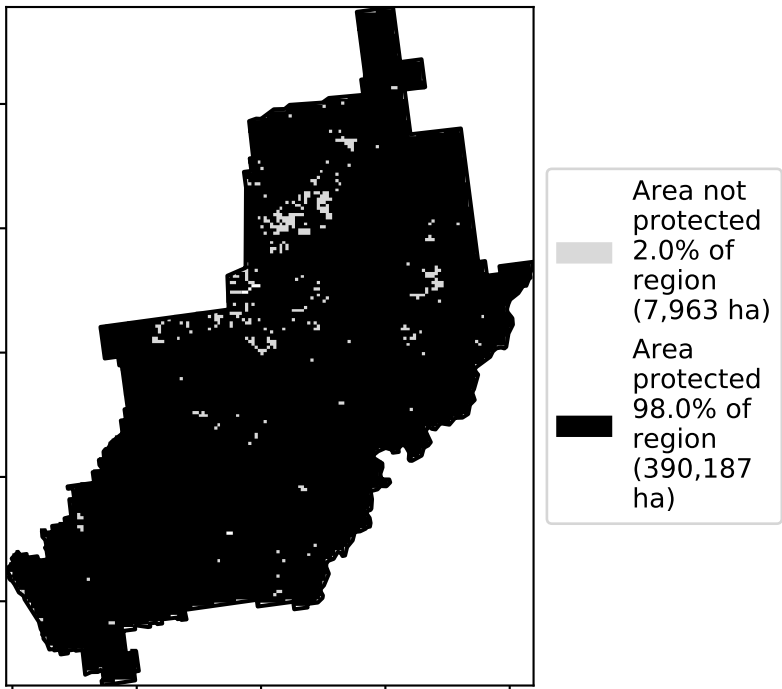 Area not
protected
2.0% of
region
(7,963 ha)
Area
protected
98.0% of
region
(390,187
ha)